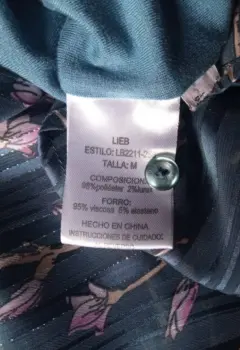 LIEB
ESTILO: LB2211-
TALLA: M
COMPOSICION
98%poliéster 2%lurex
FORRO:
95% viscosa 5% elastano
HECHO EN CHINA
INSTRUCCIONES DE CUIDADO: